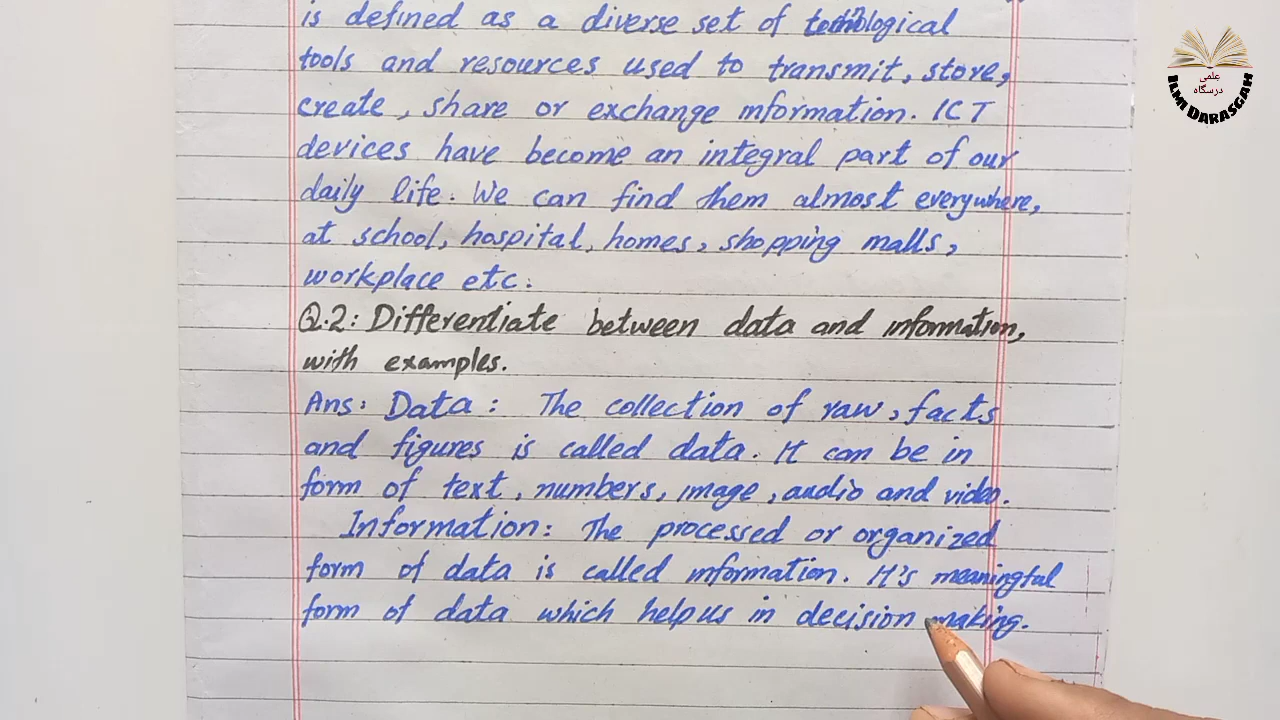 is defined as a diverse set of technological
tools and resources used to transmit, store,
create, share or exchange information. ICT
devices have become an integral part of our
daily life. We can find them almost everywhere,
at school, hospital, homes, shopping malls,
workplace etc.
Q.2: Differentiate between data and information,
with examples.
Ans: Data: The collection of raw, facts
and figures is called data. It can be in
form of text, numbers, image, audio and video.
Information: The processed or organized
form of data is called information. It's meaningful
form of data which help us in decision making.
علمی
درسگاہ
ILMI DARASGAH